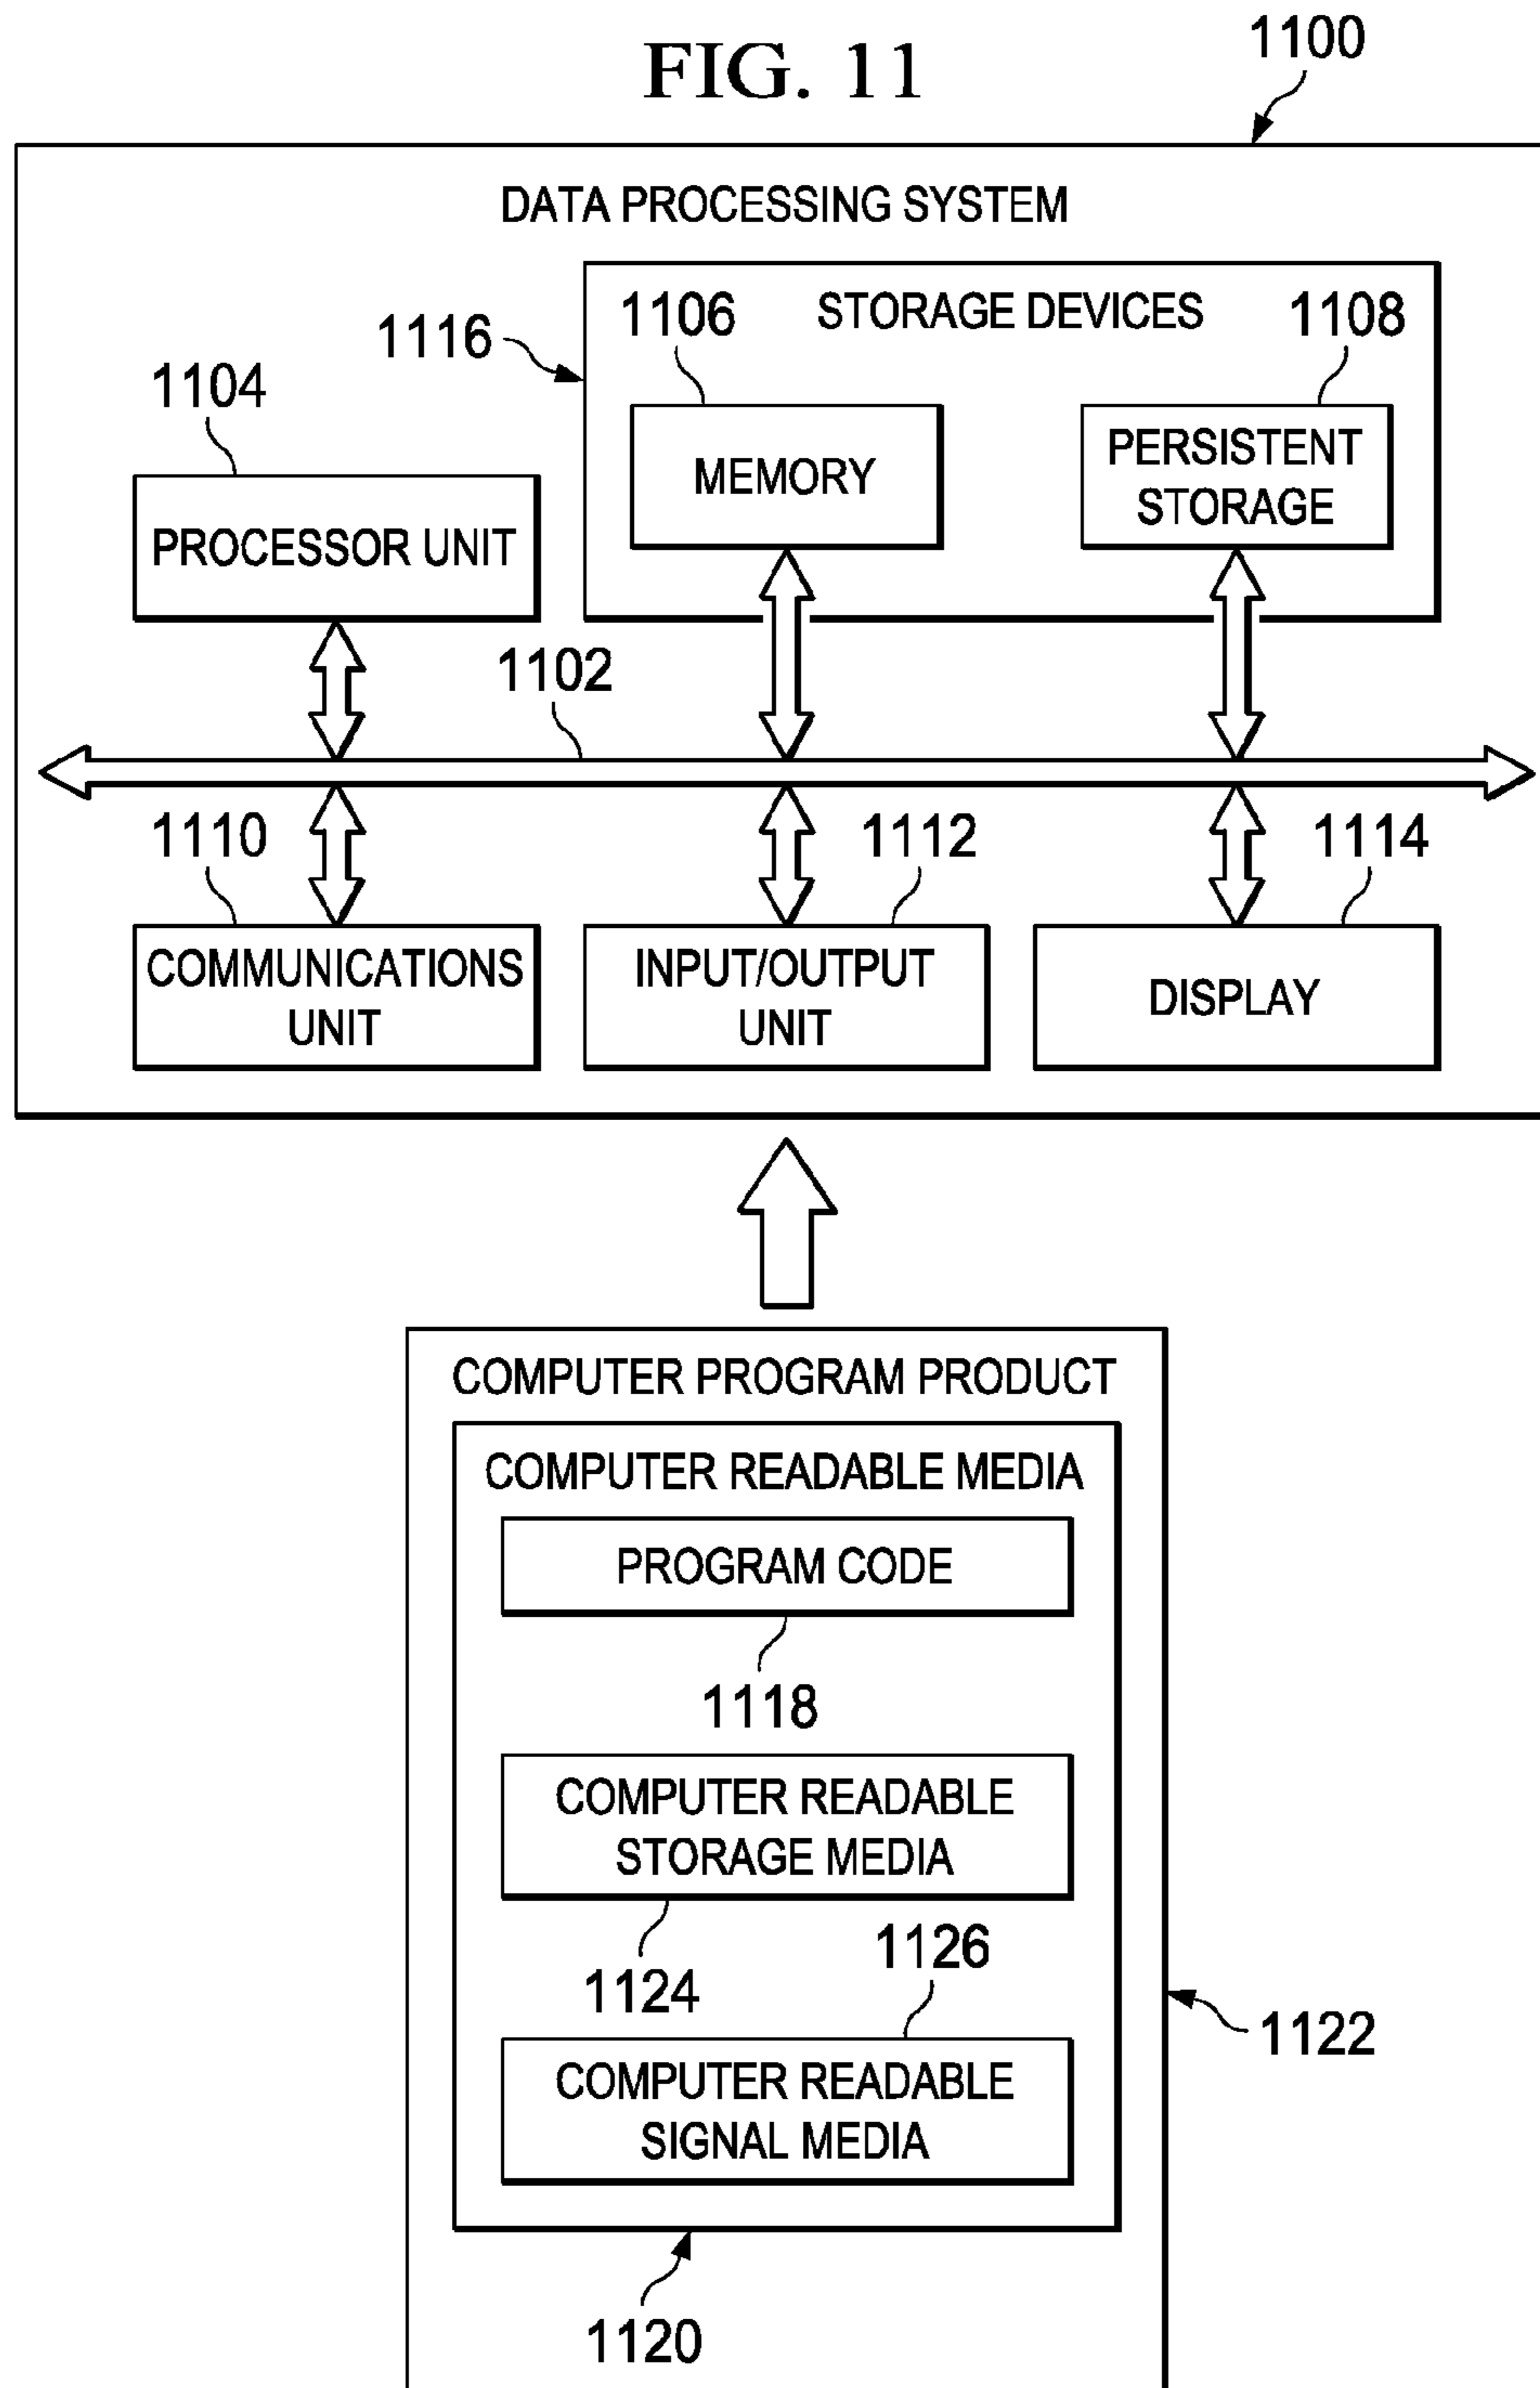 FIG. 11
1100
DATA PROCESSING SYSTEM
1116
1106
STORAGE DEVICES
1108
1104
MEMORY
PERSISTENT
STORAGE
PROCESSOR UNIT
1102
1110
1112
1114
COMMUNICATIONS
UNIT
INPUT/OUTPUT
UNIT
DISPLAY
COMPUTER PROGRAM PRODUCT
COMPUTER READABLE MEDIA
PROGRAM CODE
1118
COMPUTER READABLE
STORAGE MEDIA
1124
1126
COMPUTER READABLE
SIGNAL MEDIA
1122
1120